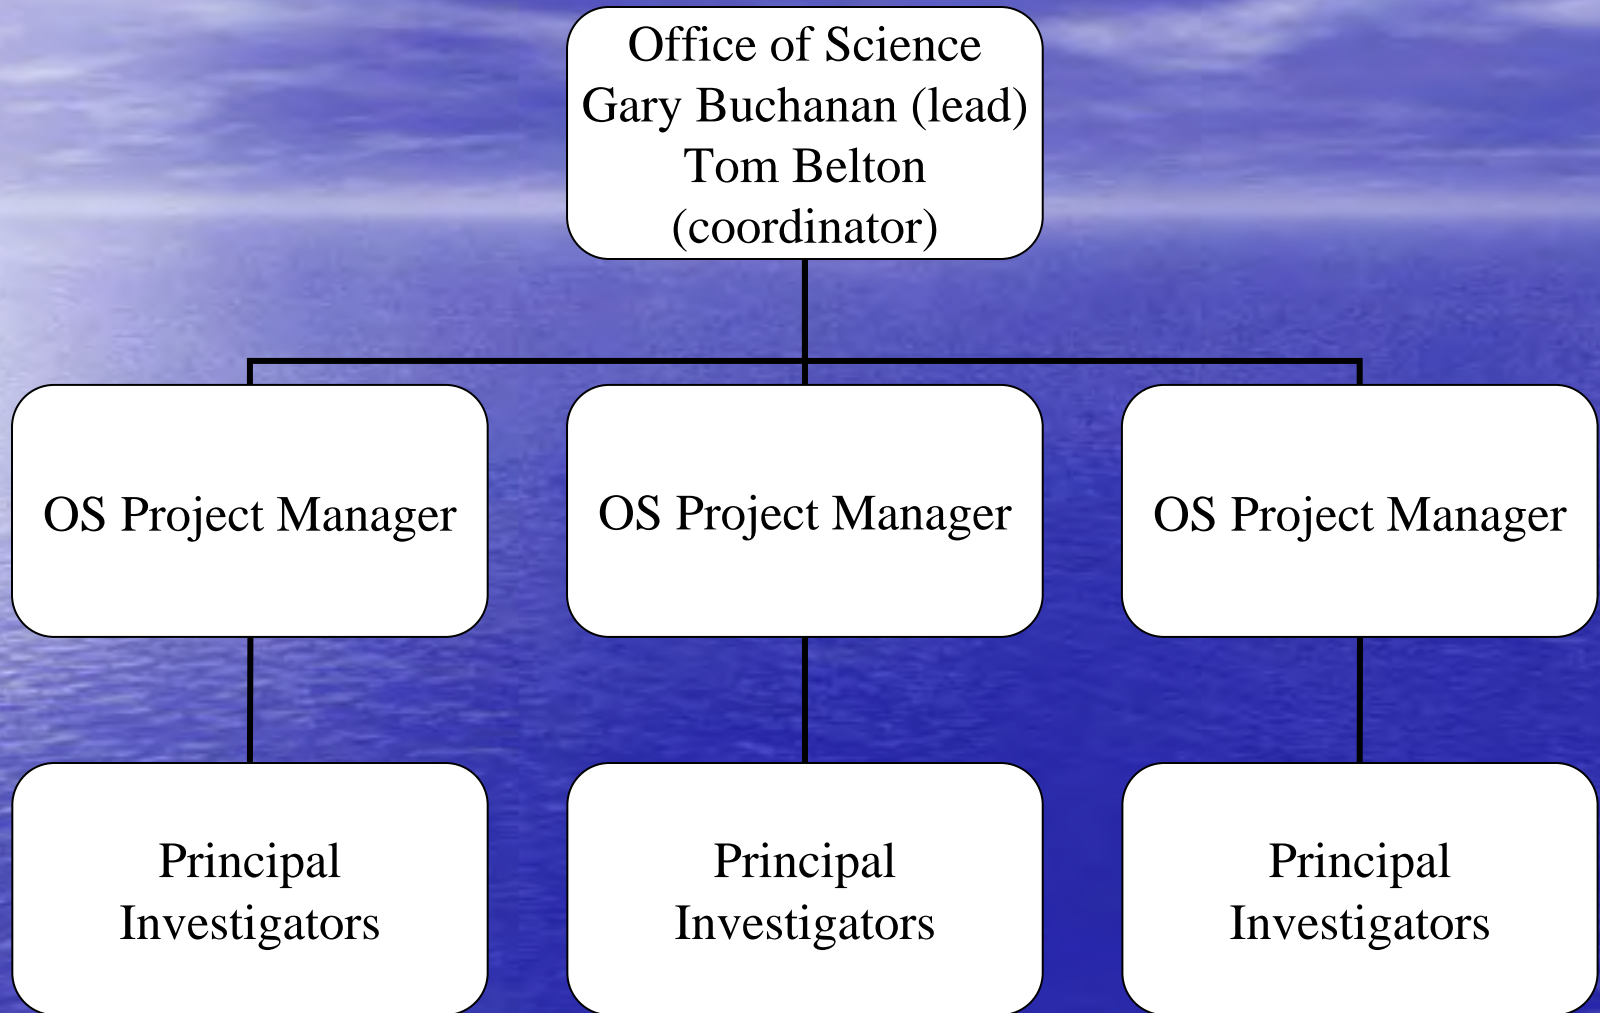 Office of Science
Gary Buchanan (lead)
Tom Belton
(coordinator)
OS Project Manager
OS Project Manager
OS Project Manager
Principal
Investigators
Principal
Investigators
Principal
Investigators